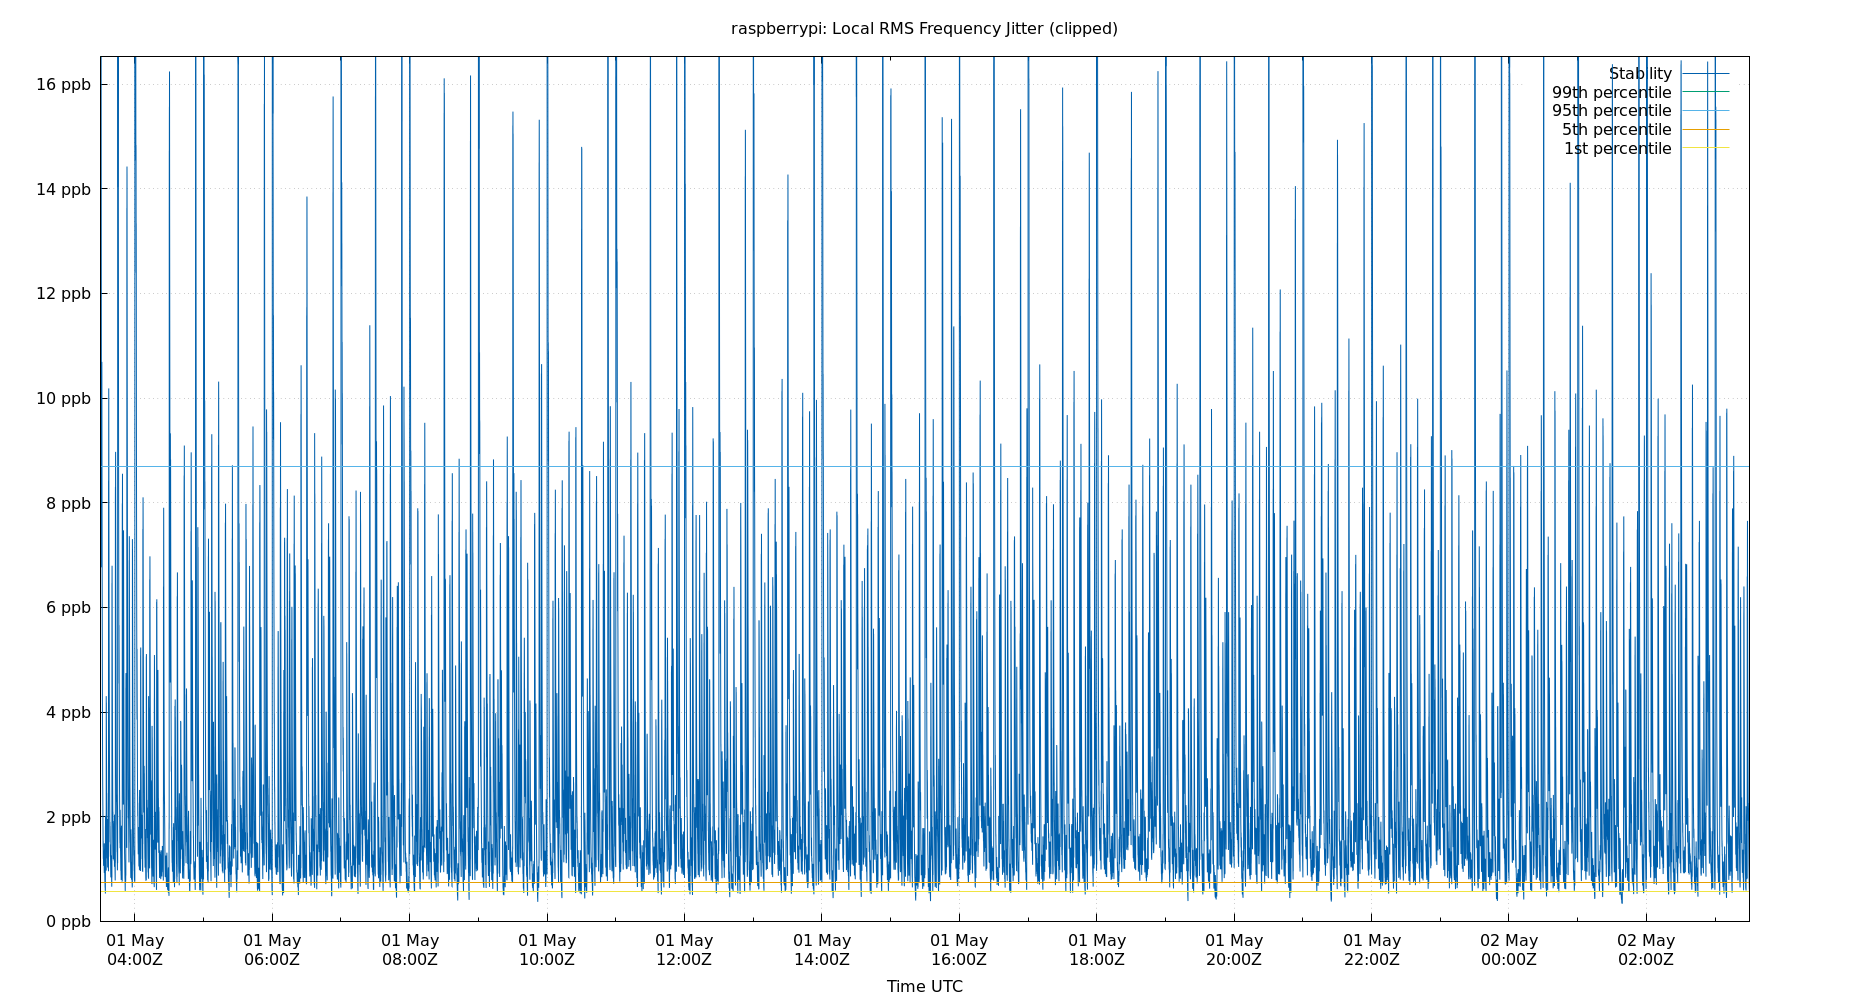 raspberrypi: Local RMS Frequency Jitter (clipped)
16 ppb
14 ppb
12 ppb
10 ppb
8 ppb
6 ppb
4 ppb
2 ppb
0 ppb
Stability
99th percentile
95th percentile
5th percentile
1st percentile
01 May 01 May 01 May 01 May 01 May 01 May 01 May 01 May 01 May 01 May 02 May 02 May
04:00Z 06:00Z 08:00Z 10:00Z 12:00Z 14:00Z 16:00Z 18:00Z 20:00Z 22:00Z 00:00Z 02:00Z
Time UTC